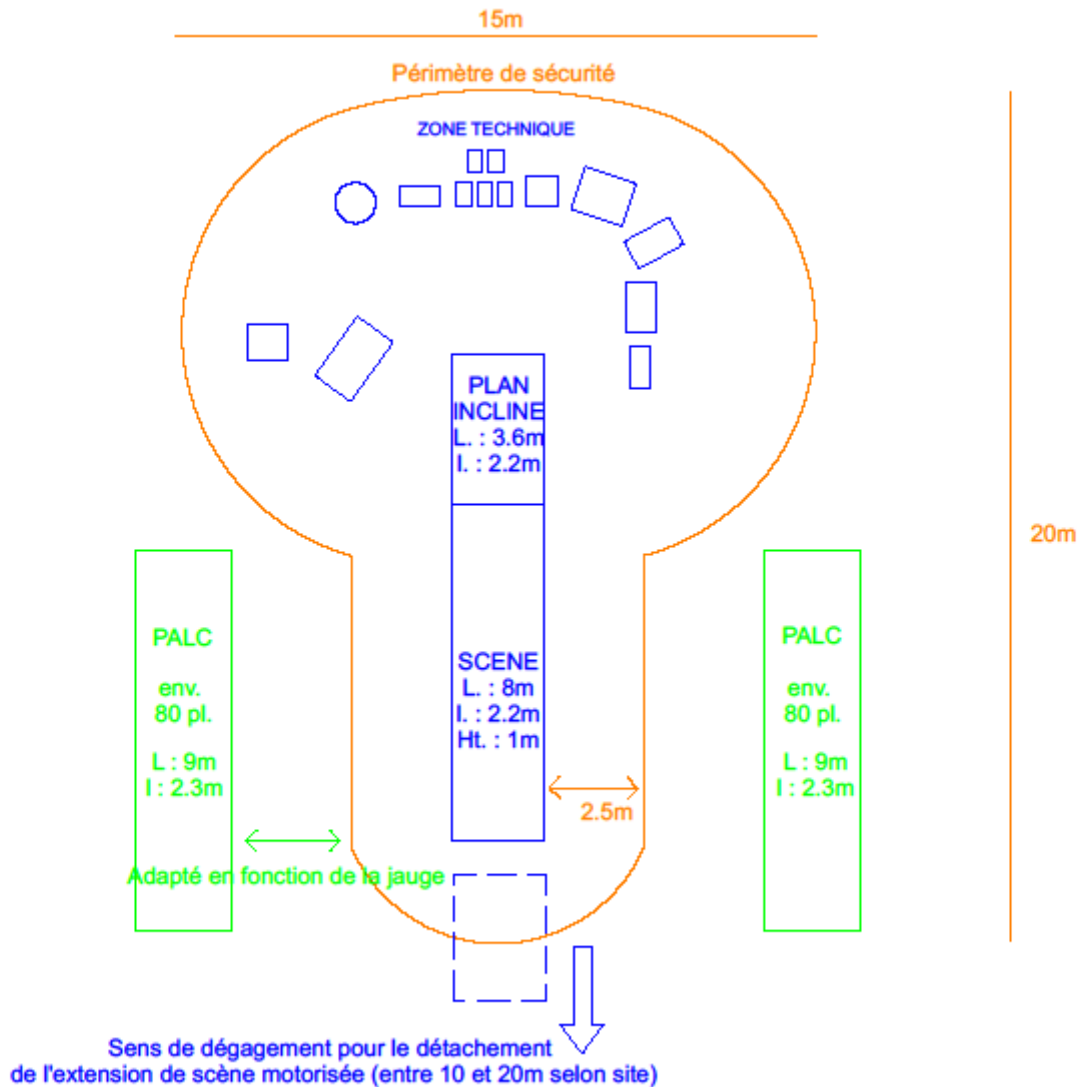 15m
Périmètre de sécurité
ZONE TECHNIQUE
PLAN
INCLINE
L. : 3.6m
l. : 2.2m
20m
PALC
env.
80 pl.
L : 9m
l : 2.3m
SCENE
L. : 8m
l. : 2.2m
Ht. : 1m
PALC
env.
80 pl.
L : 9m
l : 2.3m
2.5m
Adapté en fonction de la jauge
Sens de dégagement pour le détachement
de l'extension de scène motorisée (entre 10 et 20m selon site)